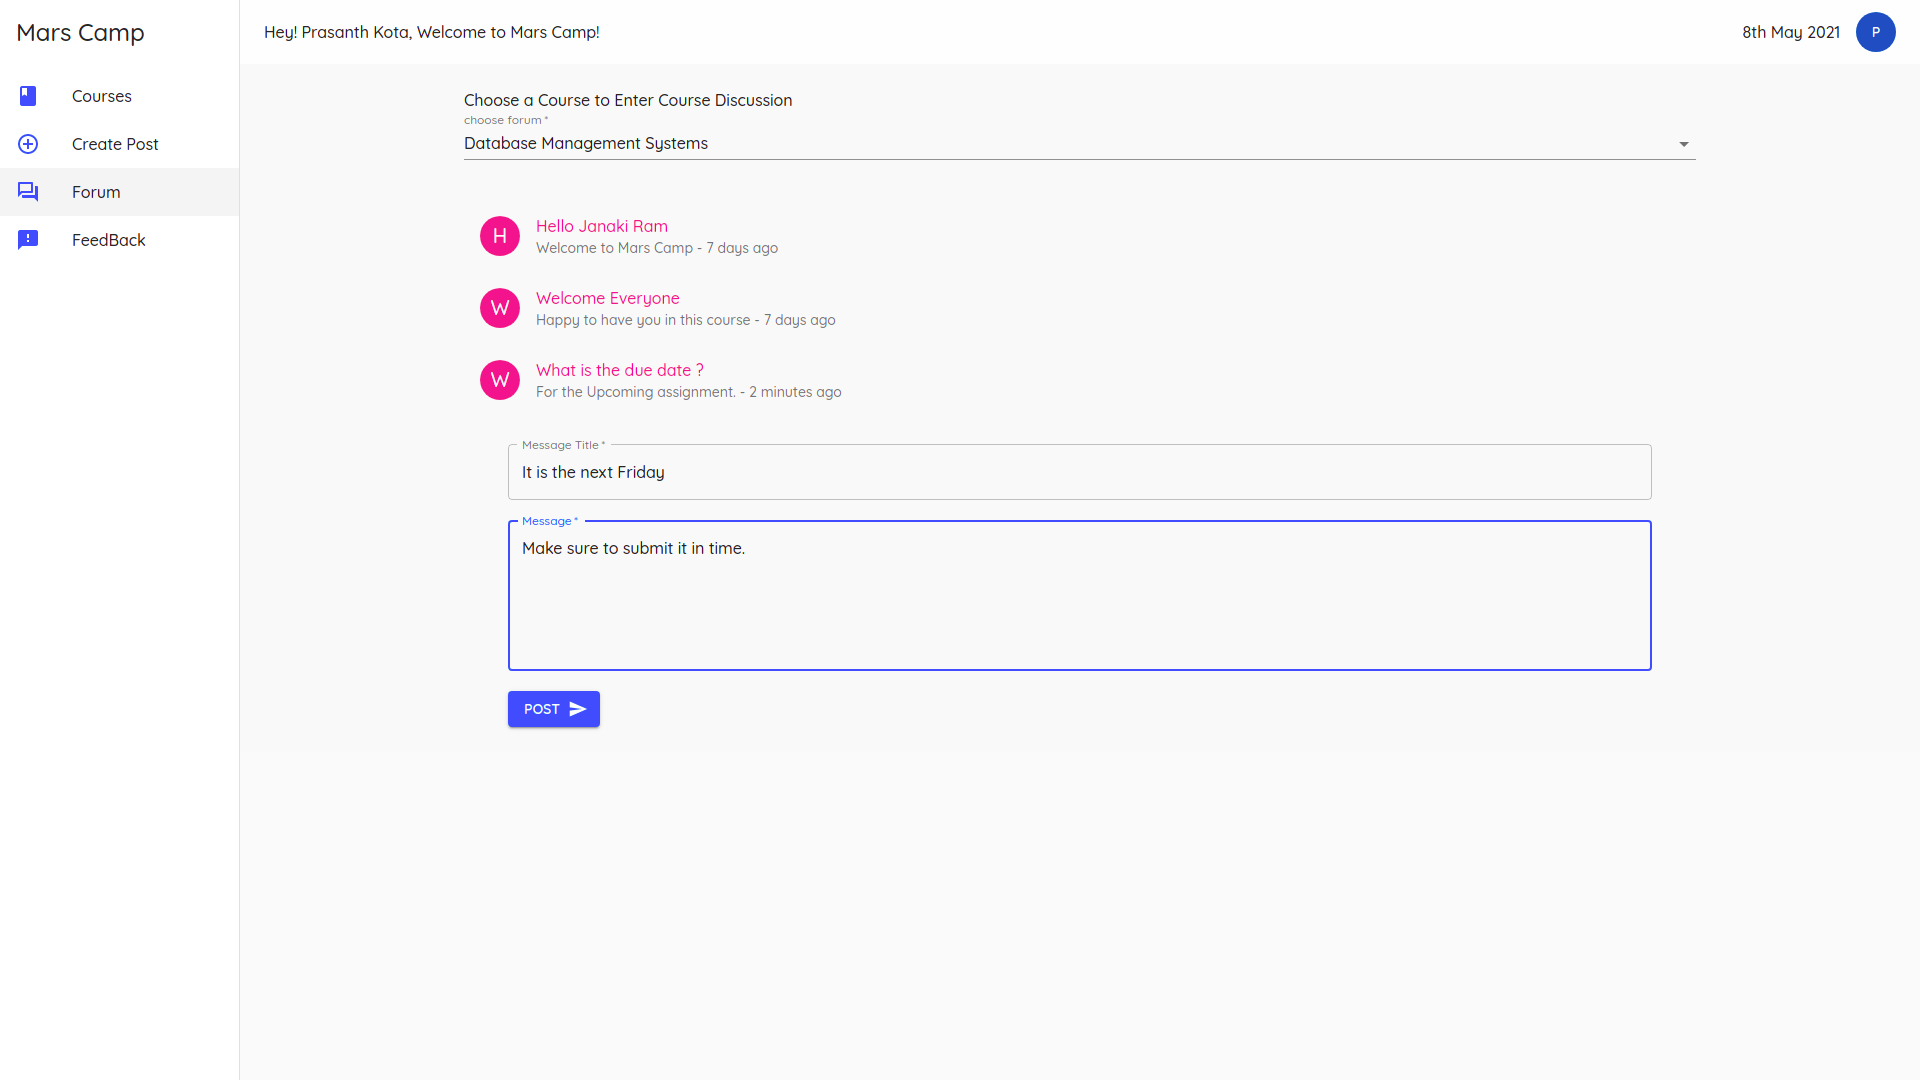 Mars Camp
Hey! Prasanth Kota, Welcome to Mars Camp!
8th May 2021
P
Courses
Create Post
Forum
FeedBack
Choose a Course to Enter Course Discussion
choose forum *
Database Management Systems
H
Hello Janaki Ram
Welcome to Mars Camp - 7 days ago
W
Welcome Everyone
Happy to have you in this course - 7 days ago
W
What is the due date ?
For the Upcoming assignment. - 2 minutes ago
Message Title *
It is the next Friday
Message *
Make sure to submit it in time.
POST